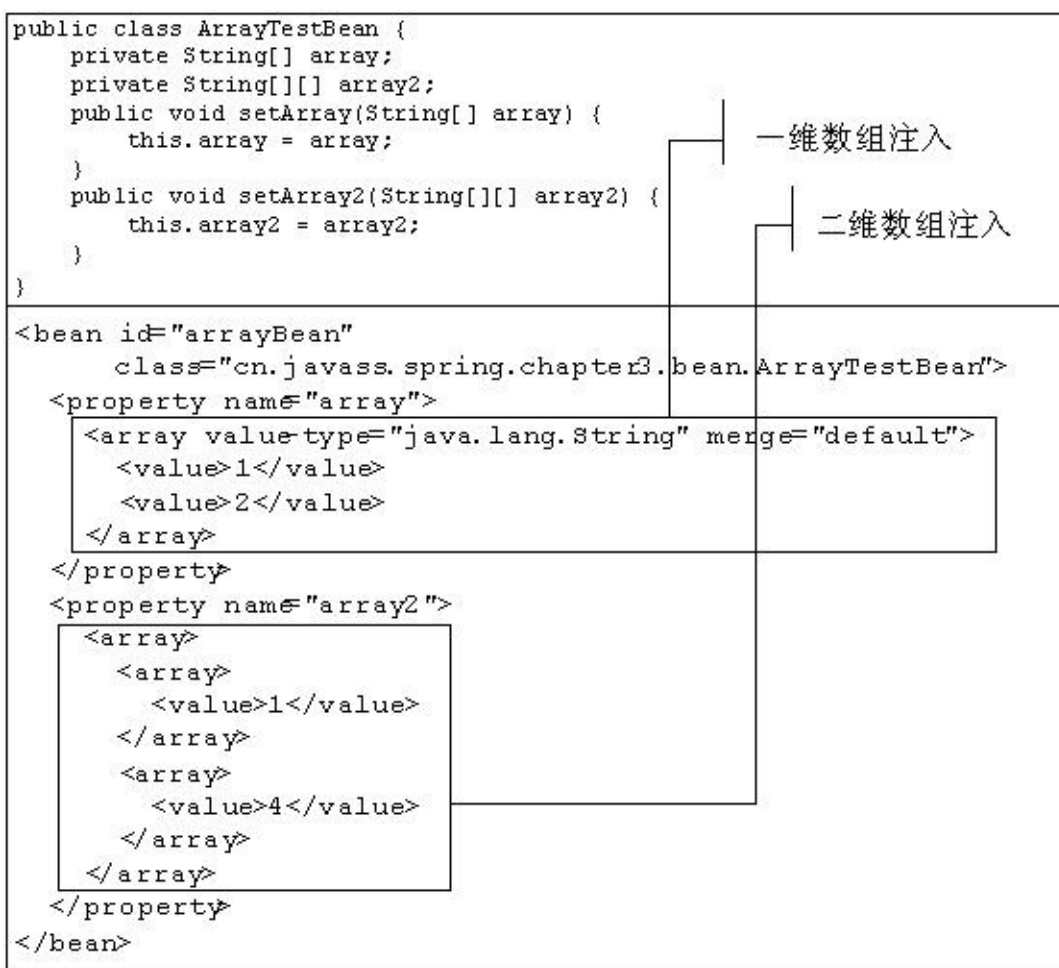 public class ArrayTestBean {
    private String[] array;
    private String[][] array2;
    public void setArray(String[] array) {
        this.array = array;
    }
    public void setArray2(String[][] array2) {
        this.array2 = array2;
    }
}
一维数组注入
二维数组注入
<bean id="arrayBean"
      class="cn.javass.spring.chapter3.bean.ArrayTestBean">
  <property name="array">
    <array value-type="java.lang.String" merge="default">
      <value>1</value>
      <value>2</value>
    </array>
  </property>
  <property name="array2">
    <array>
      <array>
        <value>1</value>
      </array>
      <array>
        <value>4</value>
      </array>
    </array>
  </property>
</bean>